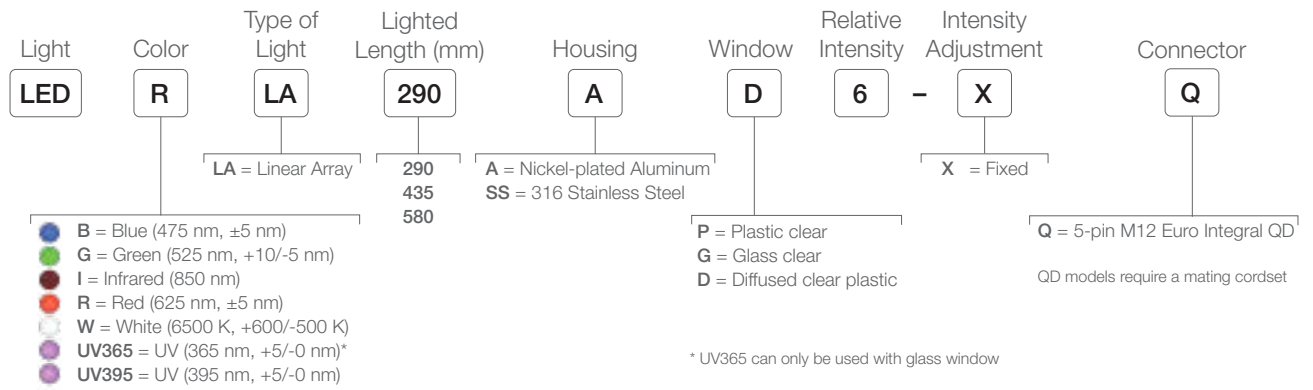 Light
Color
Type of
Light
Lighted
Length (mm)
Housing
Window
Relative
Intensity
Intensity
Adjustment
Connector
LED R LA 290 A D 6 – X Q
LA = Linear Array
290
435
580
A = Nickel-plated Aluminum
SS = 316 Stainless Steel
X = Fixed
B = Blue (475 nm, ±5 nm)
G = Green (525 nm, +10/-5 nm)
I = Infrared (850 nm)
R = Red (625 nm, ±5 nm)
W = White (6500 K, +600/-500 K)
UV365 = UV (365 nm, +5/-0 nm)*
UV395 = UV (395 nm, +5/-0 nm)
P = Plastic clear
G = Glass clear
D = Diffused clear plastic
Q = 5-pin M12 Euro Integral QD
QD models require a mating cordset
* UV365 can only be used with glass window